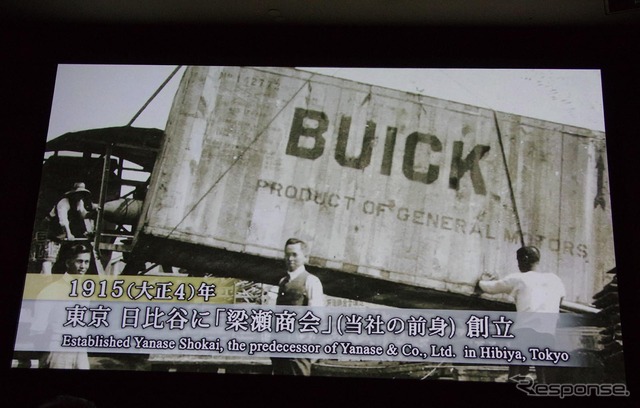 BUICK
PRODUCT OF GENERAL MOTORS
1915(大正4)年
東京 日比谷に「梁瀬商会」(当社の前身) 創立
Established Yanase Shokai, the predecessor of Yanase & Co., Ltd. in Hibiya, Tokyo
Response.